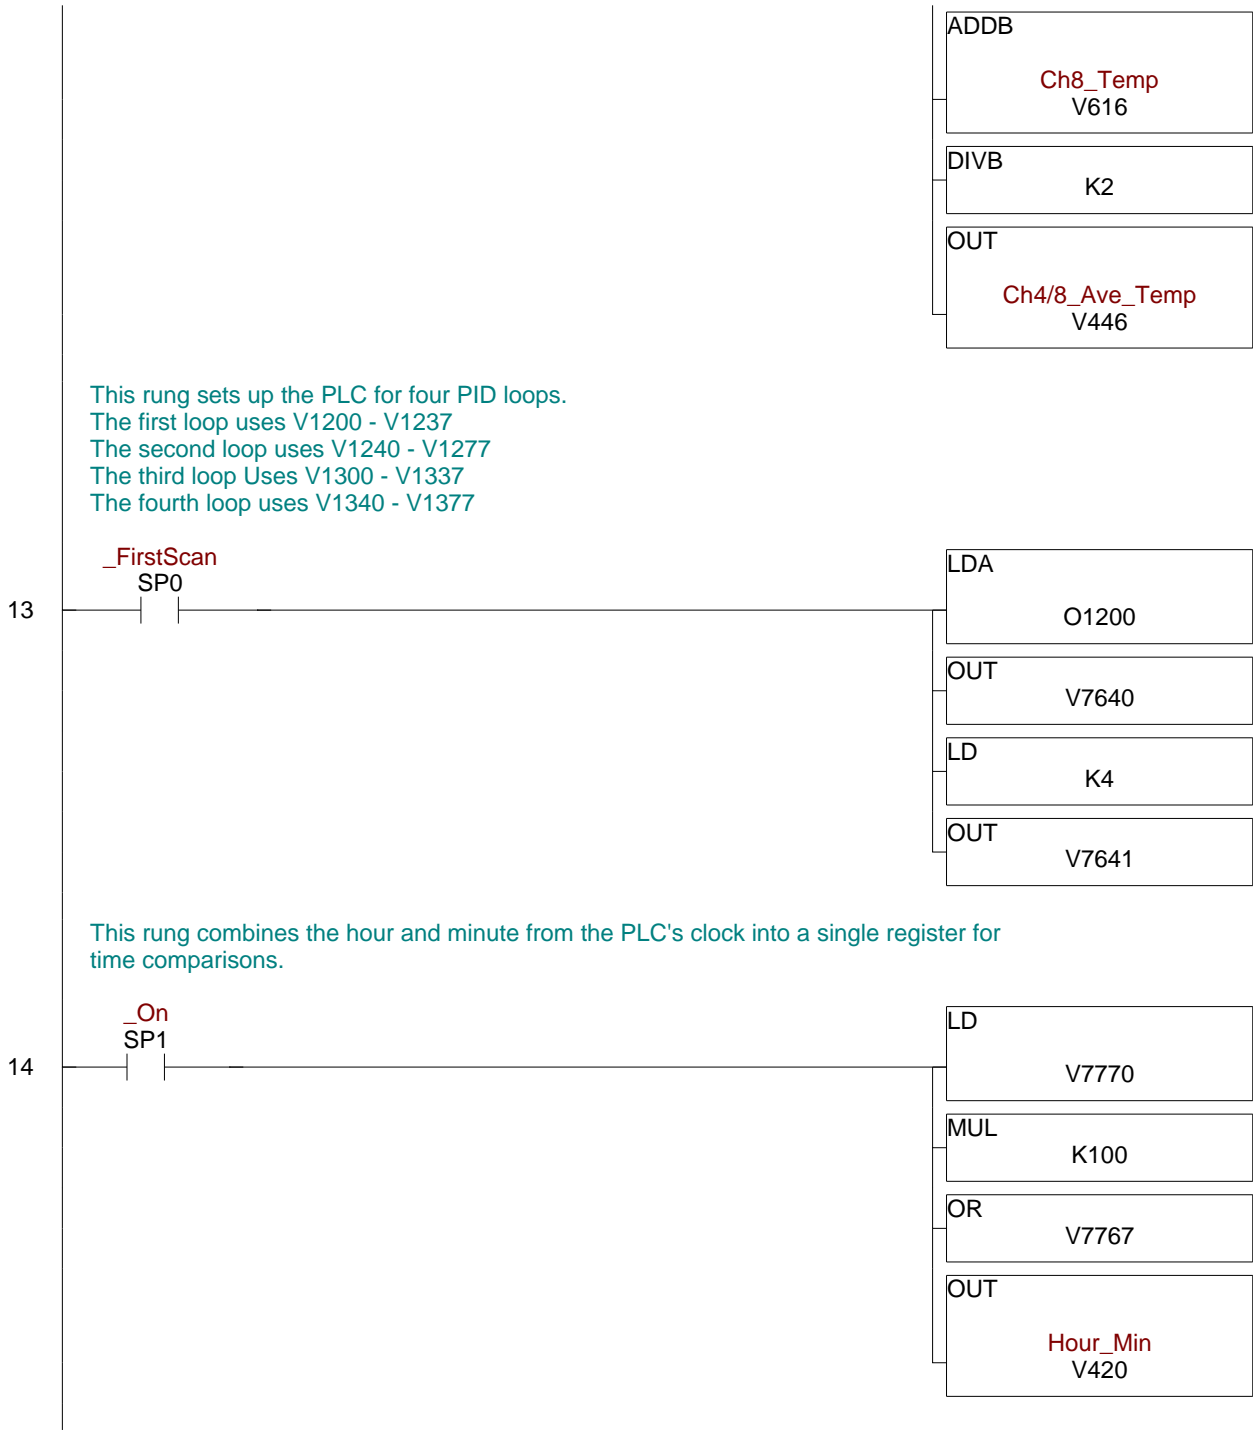 ADDB
Ch8_Temp
V616
DIVB
K2
OUT
Ch4/8_Ave_Temp
V446
This rung sets up the PLC for four PID loops.
The first loop uses V1200 - V1237
The second loop uses V1240 - V1277
The third loop Uses V1300 - V1337
The fourth loop uses V1340 - V1377
_FirstScan
SP0
13
LDA
O1200
OUT
V7640
LD
K4
OUT
V7641
This rung combines the hour and minute from the PLC's clock into a single register for
time comparisons.
_On
SP1
14
LD
V7770
MUL
K100
OR
V7767
OUT
Hour_Min
V420